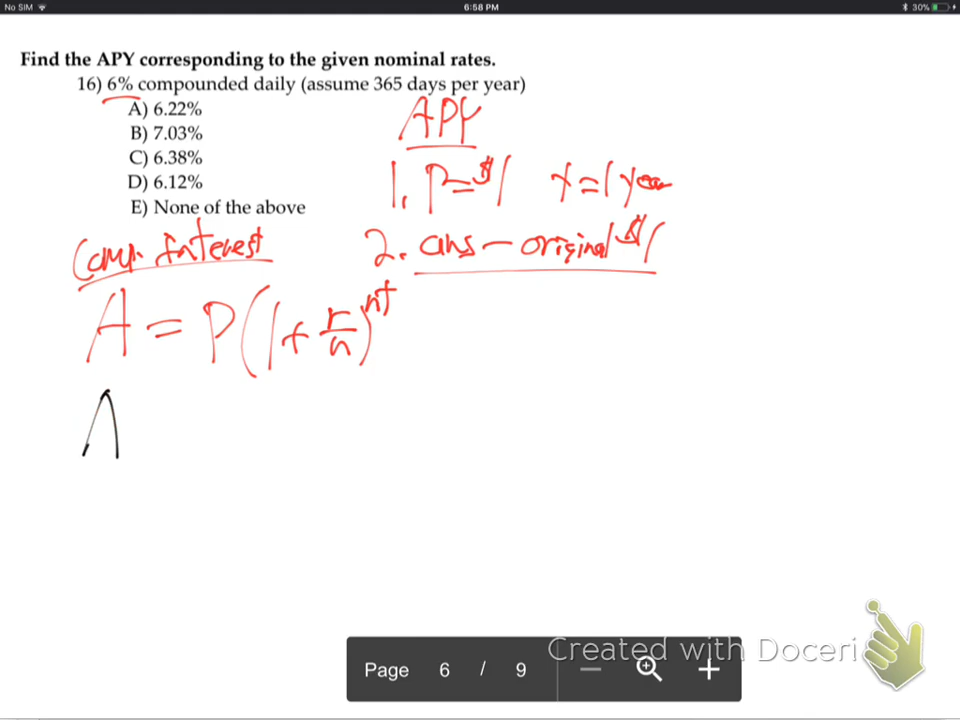 No SIM 6:58 PM 30%
Find the APY corresponding to the given nominal rates.
16) 6% compounded daily (assume 365 days per year)
A) 6.22%
B) 7.03%
C) 6.38%
D) 6.12%
E) None of the above
APY
1. P=$1 t=1 year
2. ans - original $1
Comp. Interest
A = P(1+r/n)^nt
A
Page 6 / 9
Created with Doceri